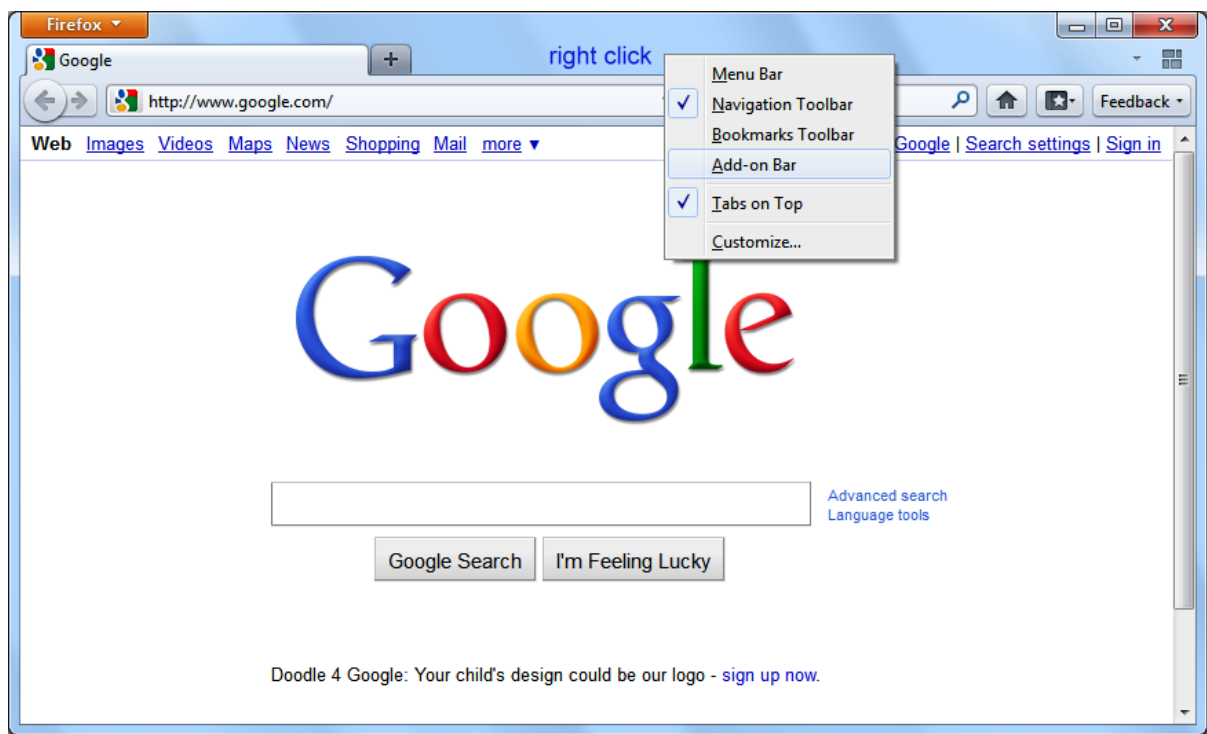 Firefox
Google
right click
http://www.google.com/
Feedback
Menu Bar
Navigation Toolbar
Bookmarks Toolbar
Add-on Bar
Tabs on Top
Customize...
Web Images Videos Maps News Shopping Mail more ▼
Google | Search settings | Sign in
Google
Advanced search
Language tools
Google Search
I'm Feeling Lucky
Doodle 4 Google: Your child's design could be our logo - sign up now.